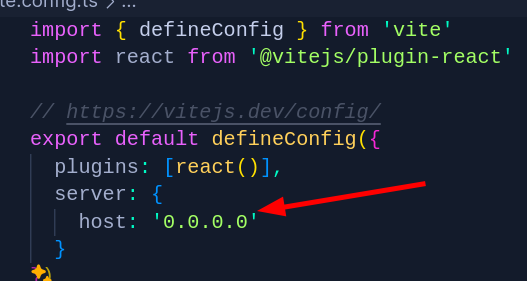 te.config.ts > ...
import { defineConfig } from 'vite'
import react from '@vitejs/plugin-react'
// https://vitejs.dev/config/
export default defineConfig({
  plugins: [react()],
  server: {
    host: '0.0.0.0'
  }
})